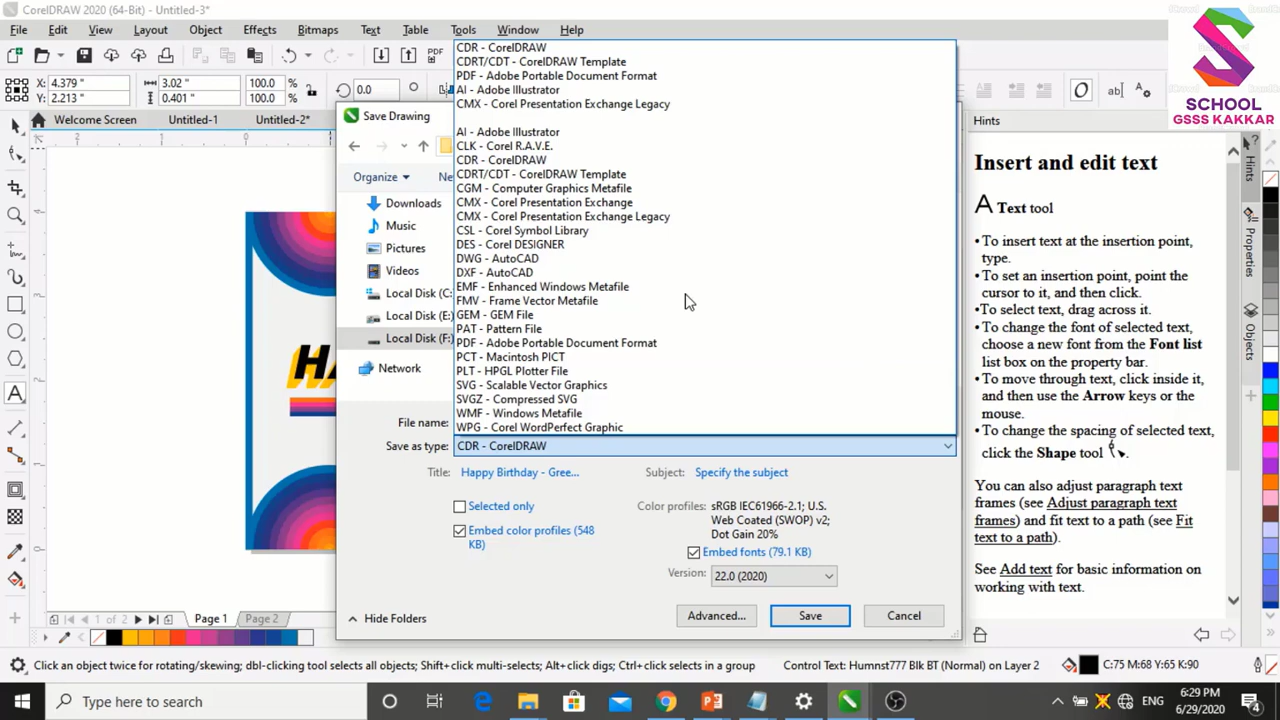 CorelDRAW 2020 (64-Bit) - Untitled-3*
File Edit View Layout Object Effects Bitmaps Text Table Tools Window Help
PDF
X: 4.379 "
Y: 2.213 "
3.02 "
0.401 "
100.0
100.0
0.0
ab
Welcome Screen
Untitled-1
Untitled-2*
SCHOOL
GSSS KAKKAR
Save Drawing
Organize
Ne
Downloads
Music
Pictures
Videos
Local Disk (C:
Local Disk (E:)
Local Disk (F:)
Network
CDR - CorelDRAW
CDRT/CDT - CorelDRAW Template
PDF - Adobe Portable Document Format
AI - Adobe Illustrator
CMX - Corel Presentation Exchange Legacy
AI - Adobe Illustrator
CLK - Corel R.A.V.E.
CDR - CorelDRAW
CDRT/CDT - CorelDRAW Template
CGM - Computer Graphics Metafile
CMX - Corel Presentation Exchange
CMX - Corel Presentation Exchange Legacy
CSL - Corel Symbol Library
DES - Corel DESIGNER
DWG - AutoCAD
DXF - AutoCAD
EMF - Enhanced Windows Metafile
FMV - Frame Vector Metafile
GEM - GEM File
PAT - Pattern File
PDF - Adobe Portable Document Format
PCT - Macintosh PICT
PLT - HPGL Plotter File
SVG - Scalable Vector Graphics
SVGZ - Compressed SVG
WMF - Windows Metafile
WPG - Corel WordPerfect Graphic
File name:
Save as type: CDR - CorelDRAW
Title: Happy Birthday - Gree... Subject: Specify the subject
Selected only
Embed color profiles (548
KB)
Color profiles: sRGB IEC61966-2.1; U.S.
Web Coated (SWOP) v2;
Dot Gain 20%
Embed fonts (79.1 KB)
Version: 22.0 (2020)
Hide Folders
Advanced... Save Cancel
HA
Hints
Insert and edit text
A Text tool
• To insert text at the insertion point,
type.
• To set an insertion point, point the
cursor to it, and then click.
• To select text, drag across it.
• To change the font of selected text,
choose a new font from the Font list
list box on the property bar.
• To move through text, click inside it,
and then use the Arrow keys or the
mouse.
• To change the spacing of selected text,
click the Shape tool .
You can also adjust paragraph text
frames (see Adjust paragraph text
frames) and fit text to a path (see Fit
text to a path).
See Add text for basic information on
working with text.
Hints
Properties
Objects
1 of 2
Page 1
Page 2
Click an object twice for rotating/skewing; dbl-clicking tool selects all objects; Shift+click multi-selects; Alt+click digs; Ctrl+click selects in a group
Control Text: Humnst777 Blk BT (Normal) on Layer 2
C:75 M:68 Y:65 K:90
Type here to search
ENG
6:29 PM
6/29/2020
4